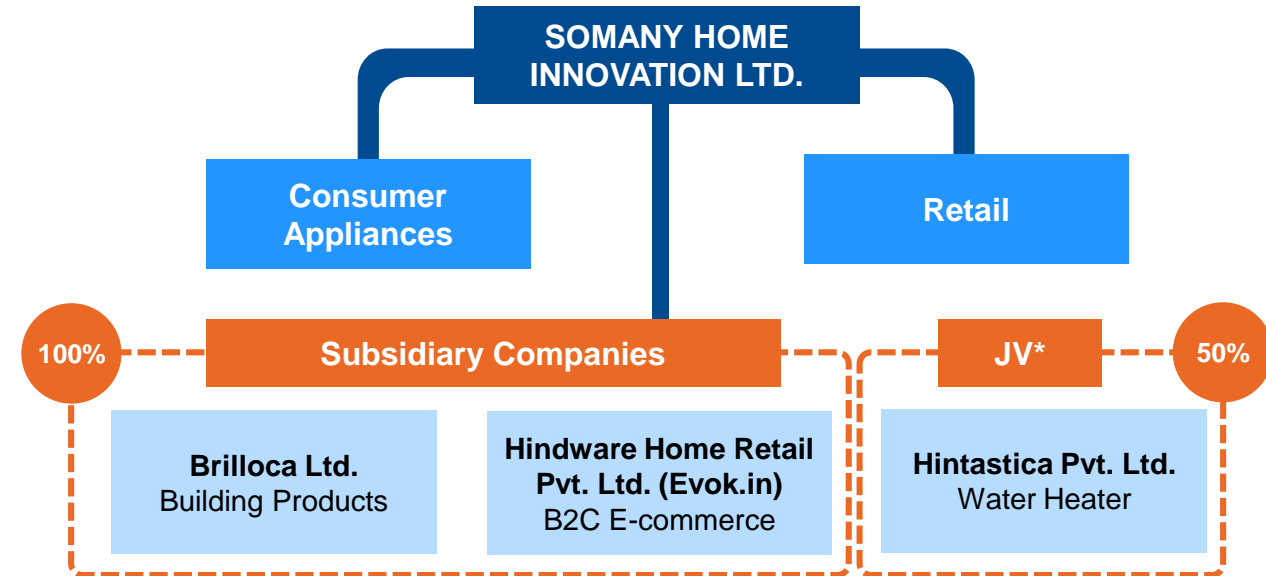 SOMANY HOME
INNOVATION LTD.
Consumer
Appliances
Retail
100%
Subsidiary Companies
JV*
50%
Brilloca Ltd.
Building Products
Hindware Home Retail
Pvt. Ltd. (Evok.in)
B2C E-commerce
Hintastica Pvt. Ltd.
Water Heater